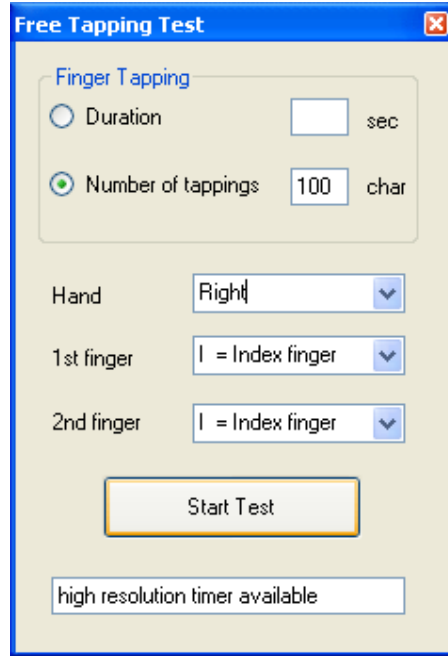 Free Tapping Test
Finger Tapping
Duration sec
Number of tappings 100 char
Hand Right
1st finger I = Index finger
2nd finger I = Index finger
Start Test
high resolution timer available